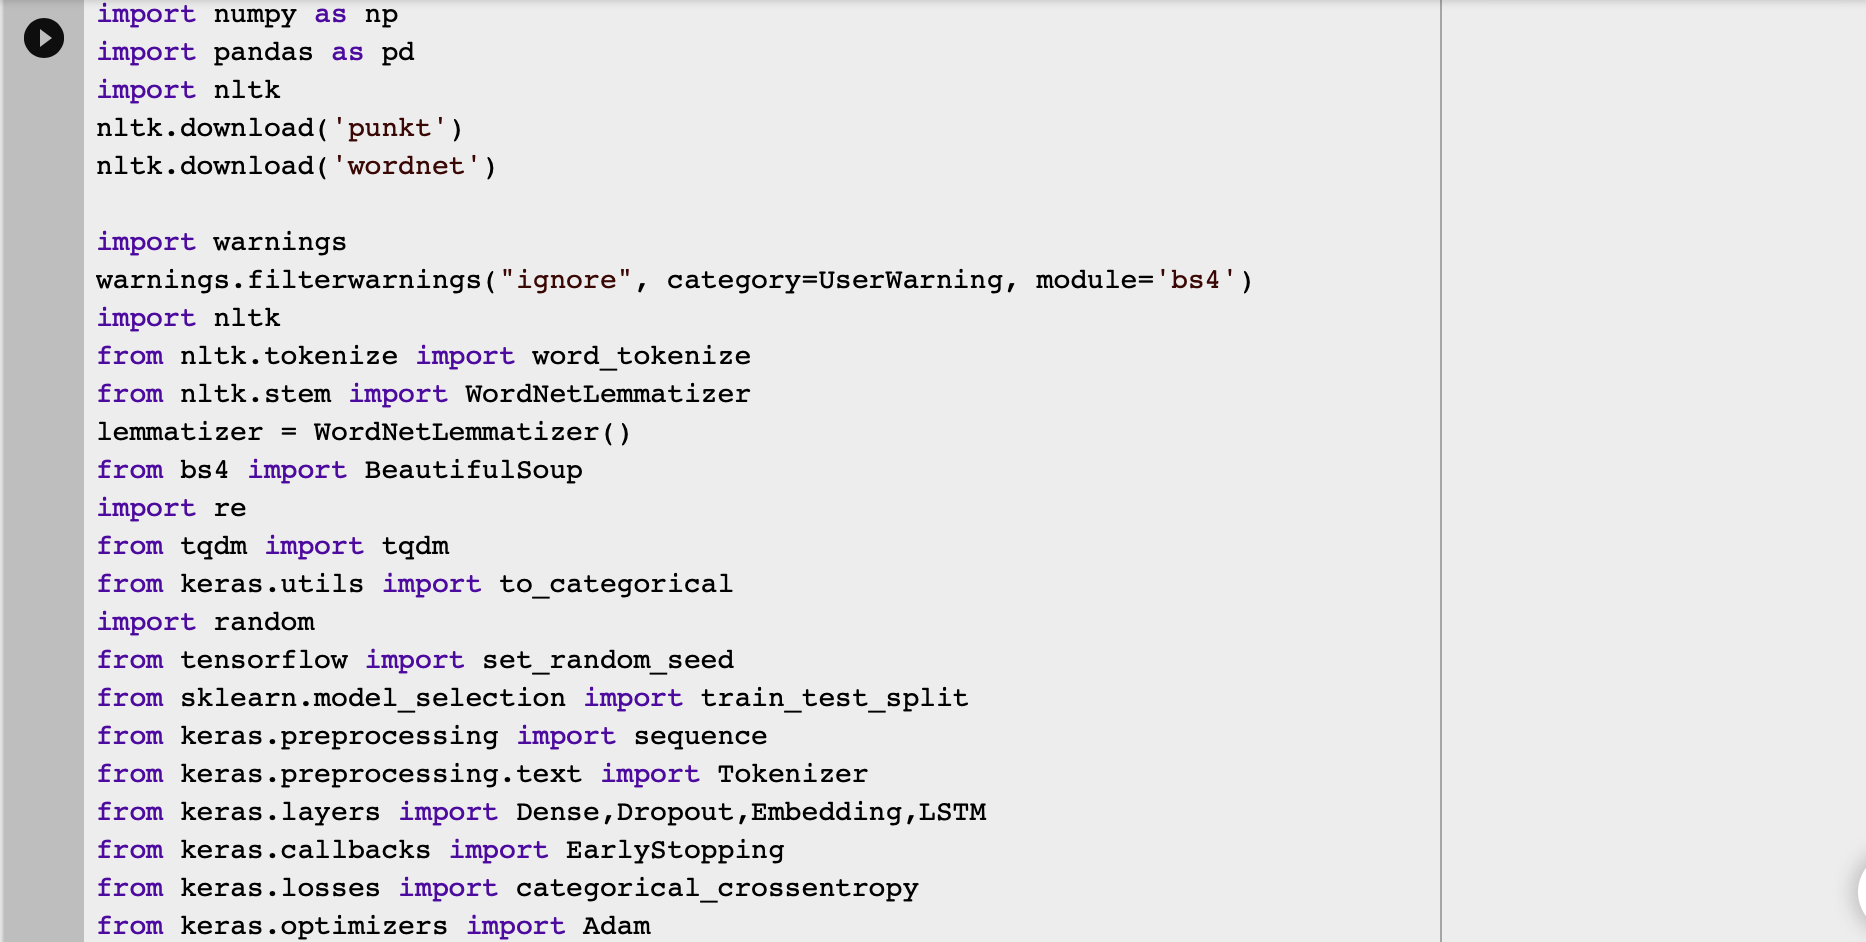 import numpy as np
import pandas as pd
import nltk
nltk.download('punkt')
nltk.download('wordnet')
import warnings
warnings.filterwarnings("ignore", category=UserWarning, module='bs4')
import nltk
from nltk.tokenize import word_tokenize
from nltk.stem import WordNetLemmatizer
lemmatizer = WordNetLemmatizer()
from bs4 import BeautifulSoup
import re
from tqdm import tqdm
from keras.utils import to_categorical
import random
from tensorflow import set_random_seed
from sklearn.model_selection import train_test_split
from keras.preprocessing import sequence
from keras.preprocessing.text import Tokenizer
from keras.layers import Dense,Dropout,Embedding,LSTM
from keras.callbacks import EarlyStopping
from keras.losses import categorical_crossentropy
from keras.optimizers import Adam